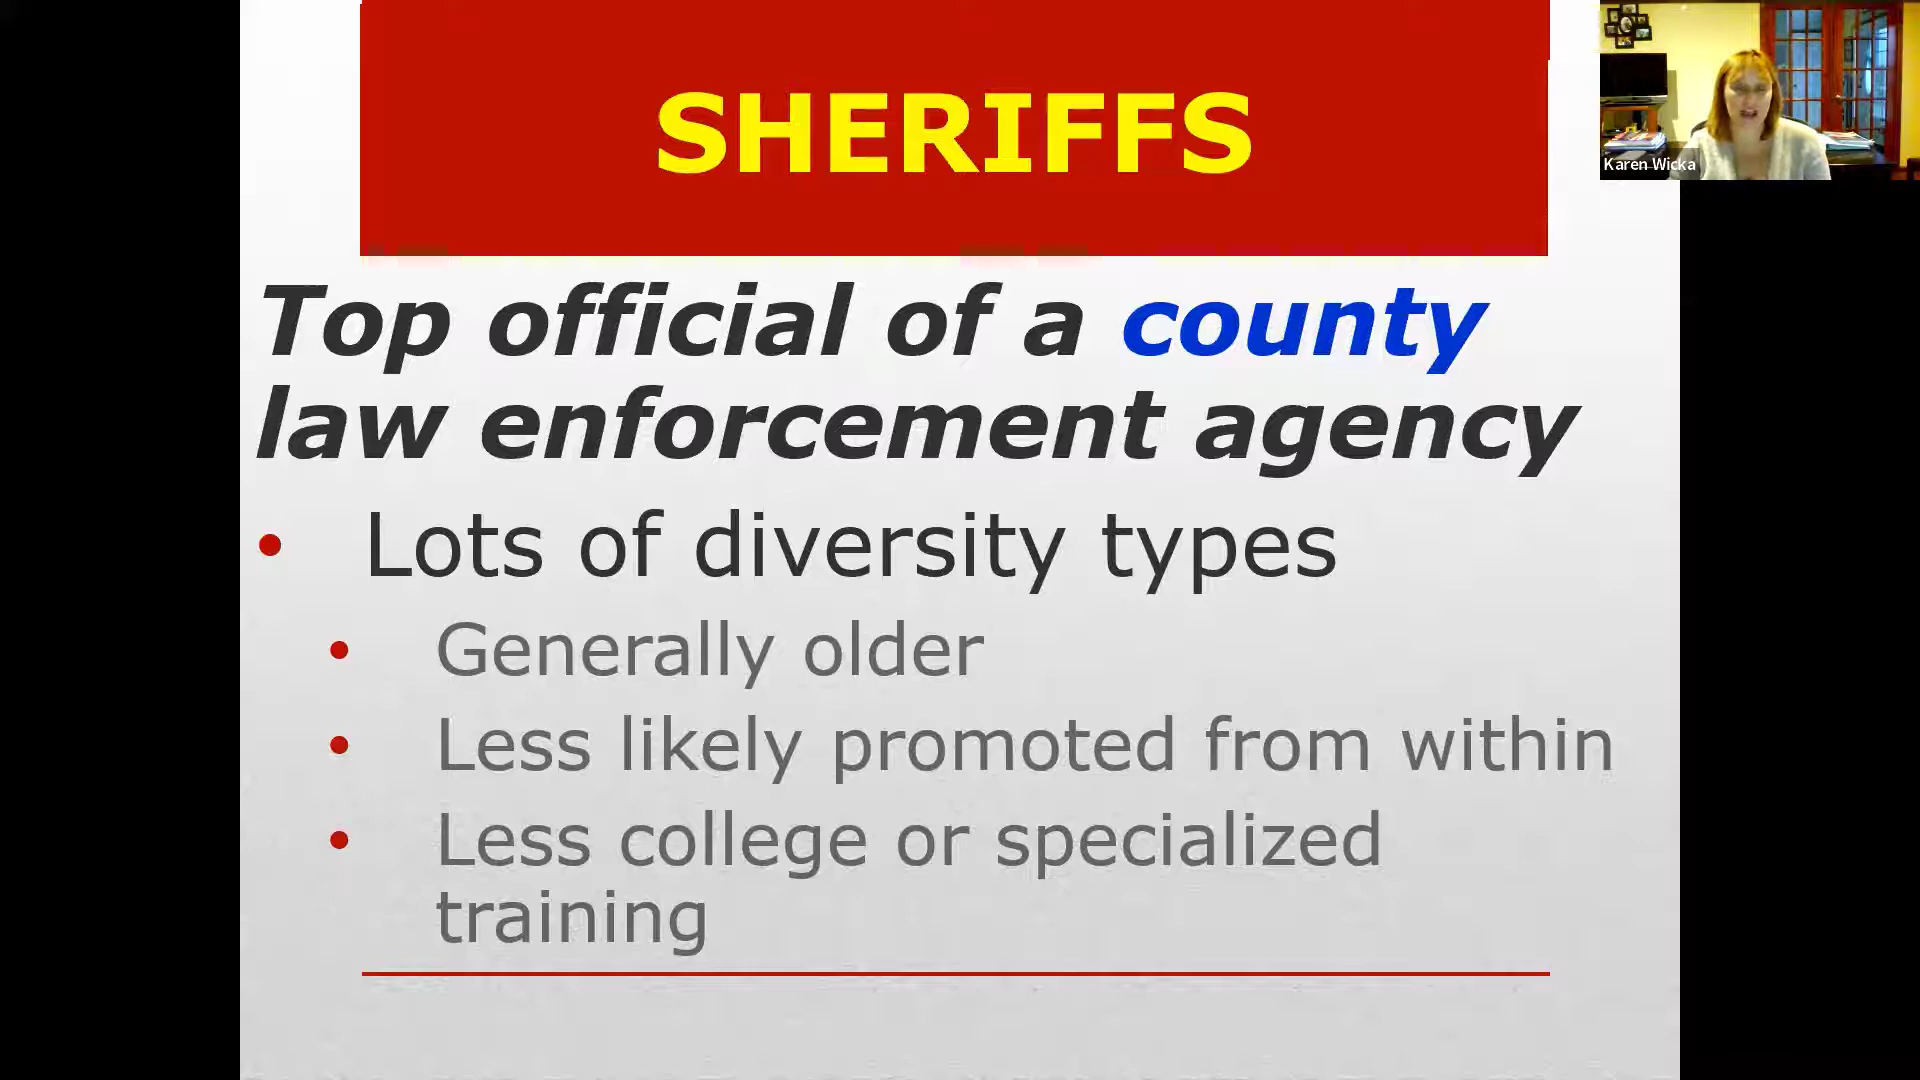 SHERIFFS
Karen Wicka
Top official of a county
law enforcement agency
• Lots of diversity types
• Generally older
• Less likely promoted from within
• Less college or specialized
training